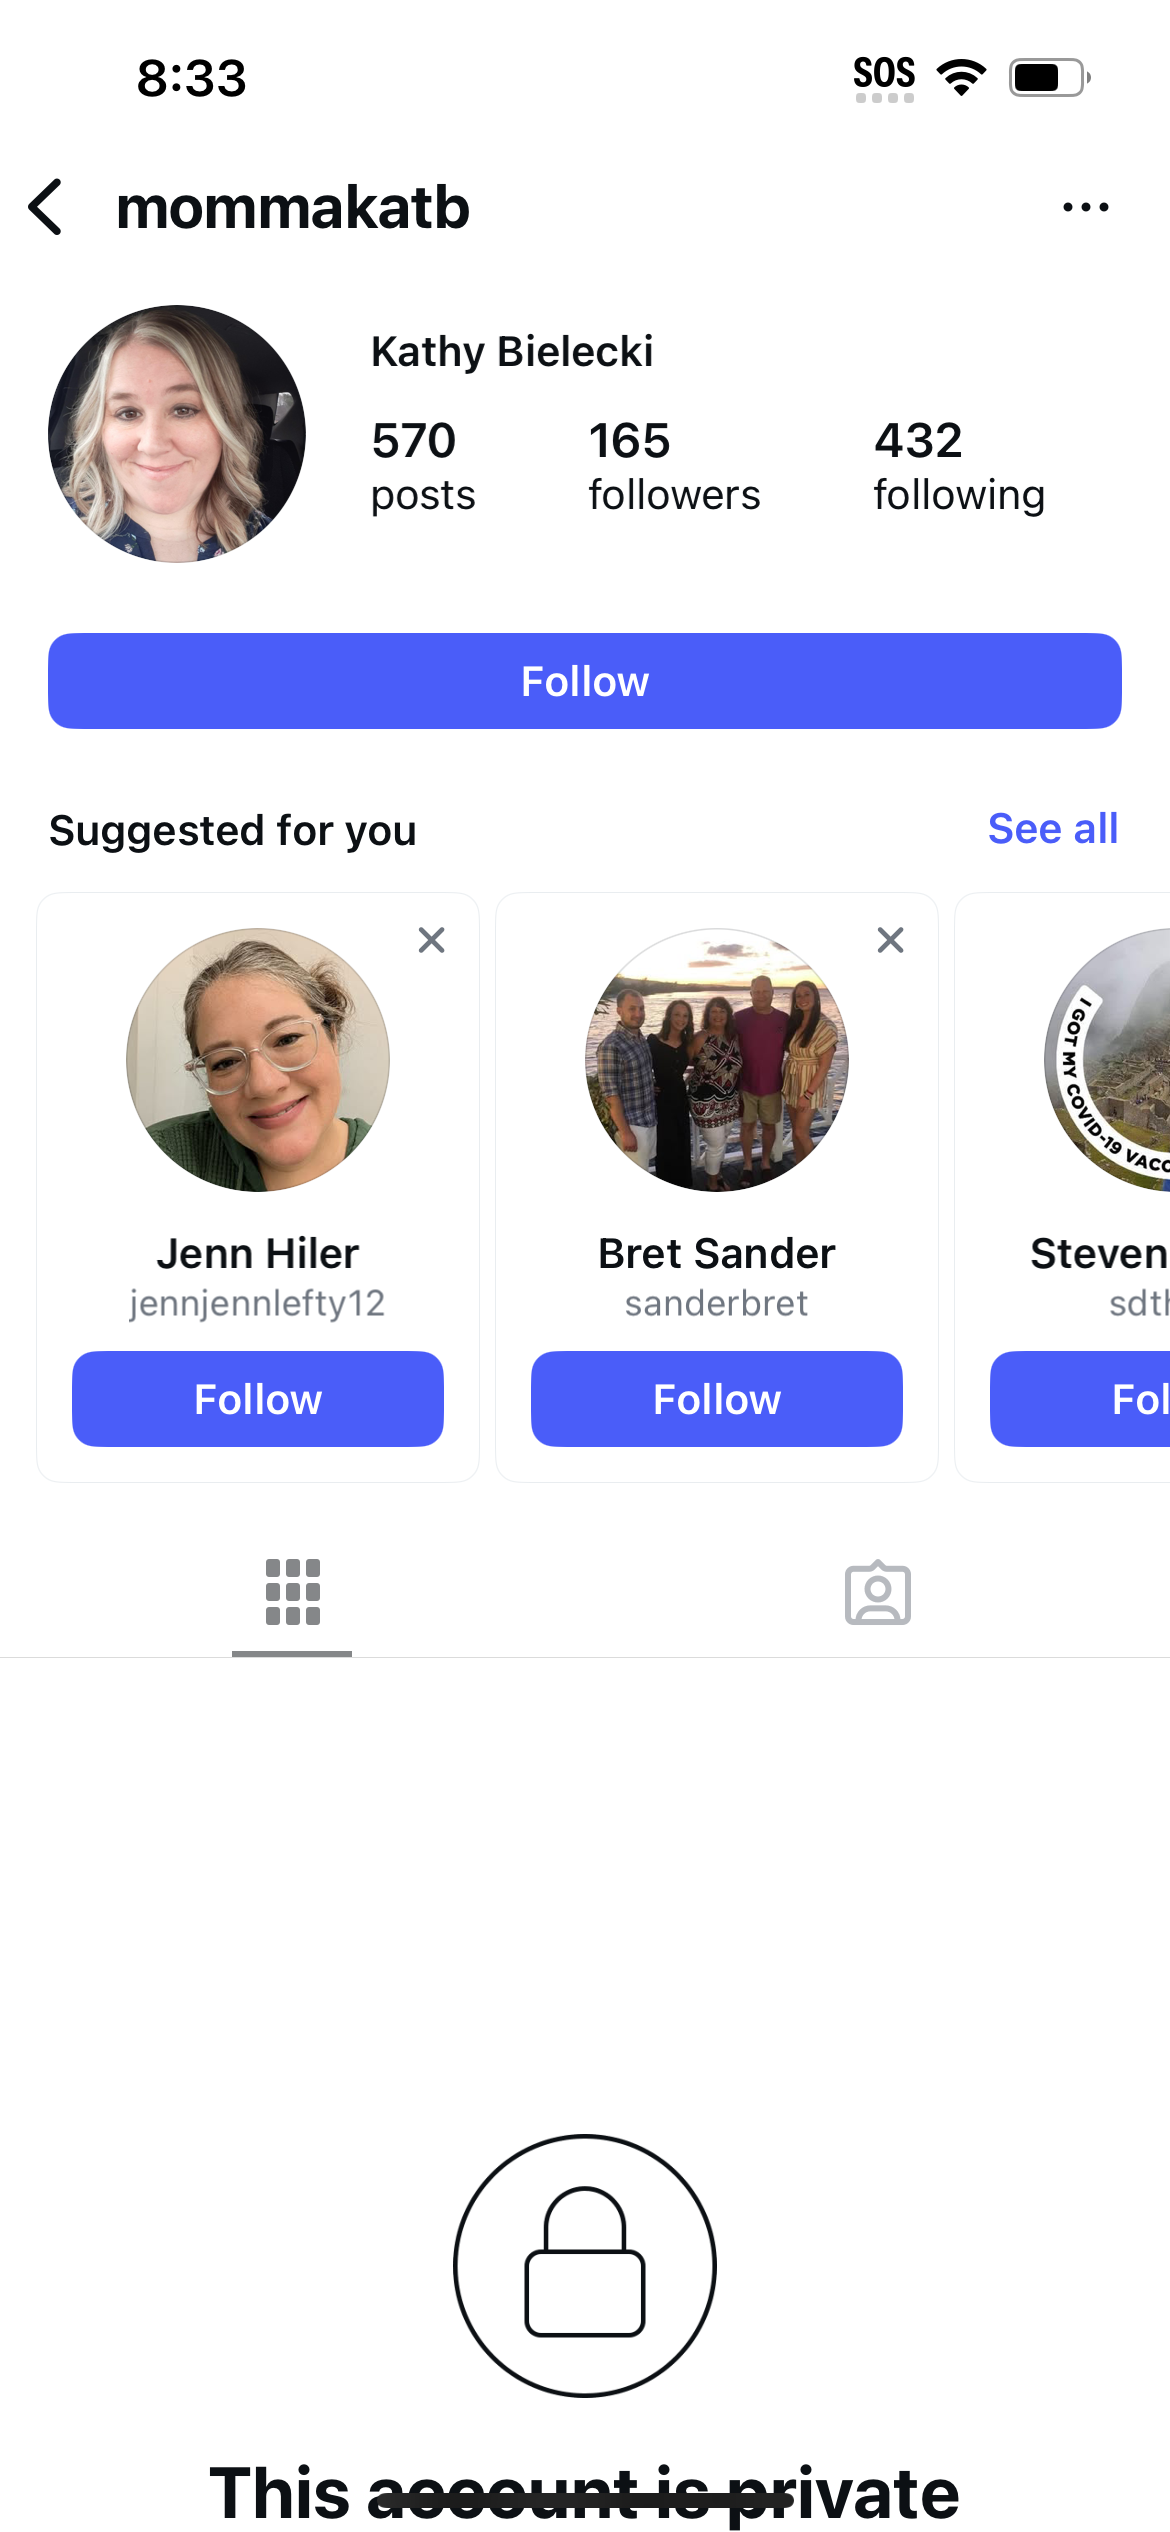 8:33
SOS
mommakatb
Kathy Bielecki
570 165 432
posts followers following
Follow
Suggested for you
See all
I GOT MY COVID-19 VACC
Jenn Hiler Bret Sander Steven
jennjennlefty12 sanderbret sdth
Follow Follow Fol
This account is private